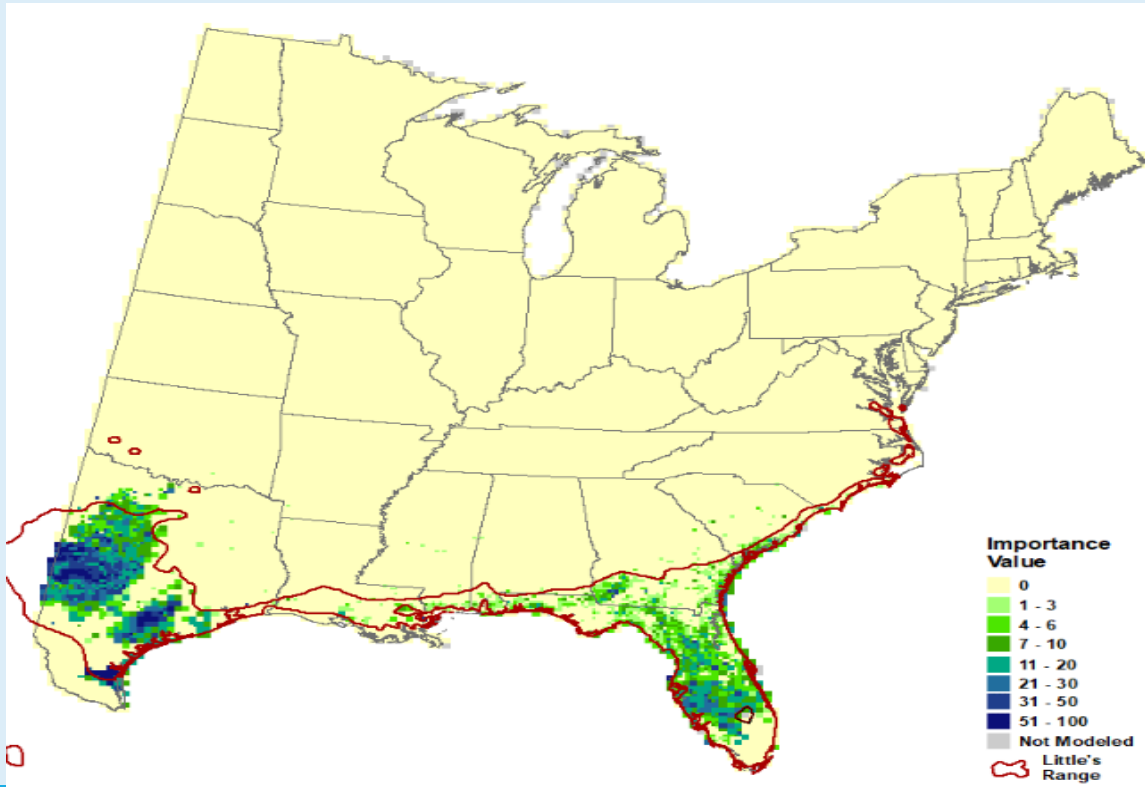 Importance
Value
0
1 - 3
4 - 6
7 - 10
11 - 20
21 - 30
31 - 50
51 - 100
Not Modeled
Little's
Range